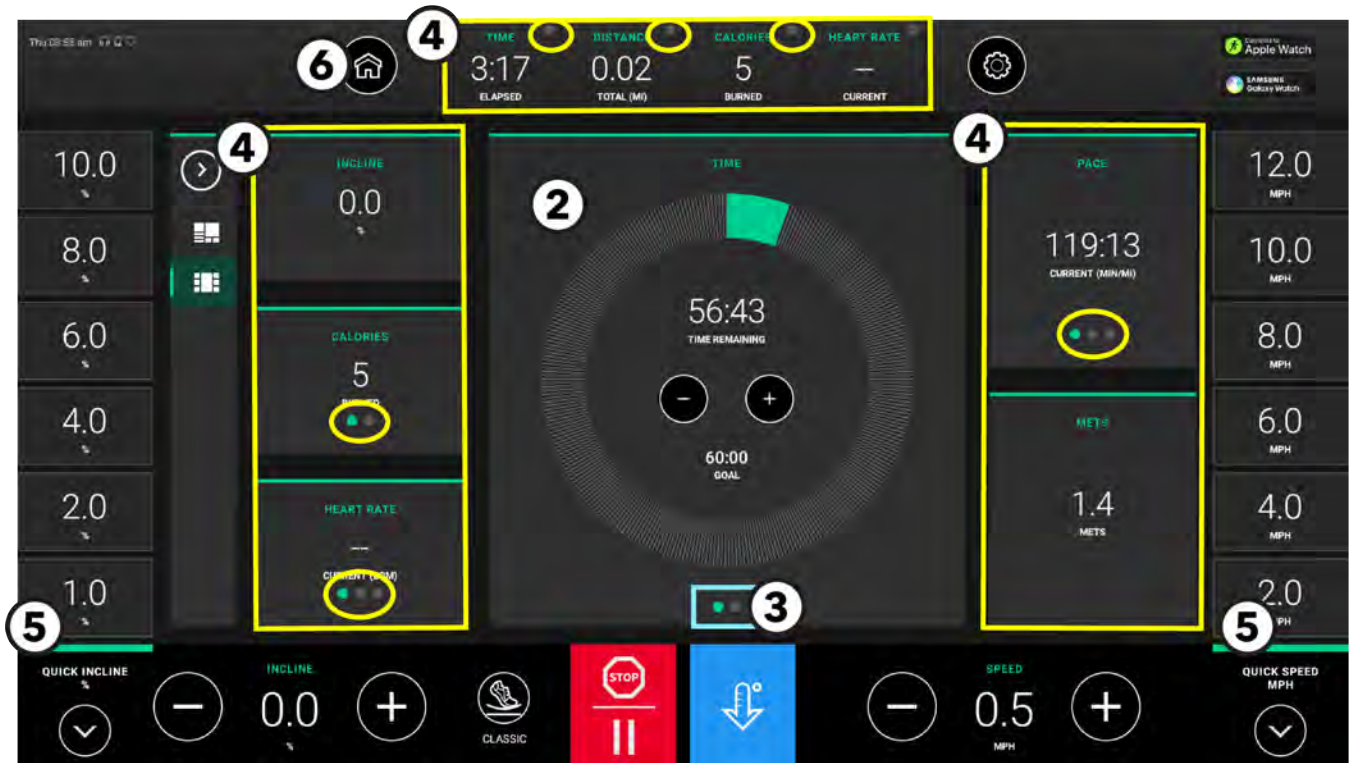 4
TIME DISTANCE CALORIES HEART RATE
6
3:17 0.02 5 --
ELAPSED TOTAL (MI) BURNED CURRENT
Apple Watch
SAMSUNG
Galaxy Watch
10.0
%
8.0
%
6.0
%
4.0
%
2.0
%
1.0
%
5
4
INCLINE
0.0
%
CALORIES
5
HEART RATE
--
CURRENT (BPM)
2
TIME
56:43
TIME REMAINING
- +
60:00
GOAL
3
4
PACE
119:13
CURRENT (MIN/MI)
METS
1.4
METS
12.0
MPH
10.0
MPH
8.0
MPH
6.0
MPH
4.0
MPH
2.0
MPH
5
QUICK INCLINE
%
INCLINE
- 0.0 +
%
CLASSIC
STOP
SPEED
- 0.5 +
MPH
QUICK SPEED
MPH